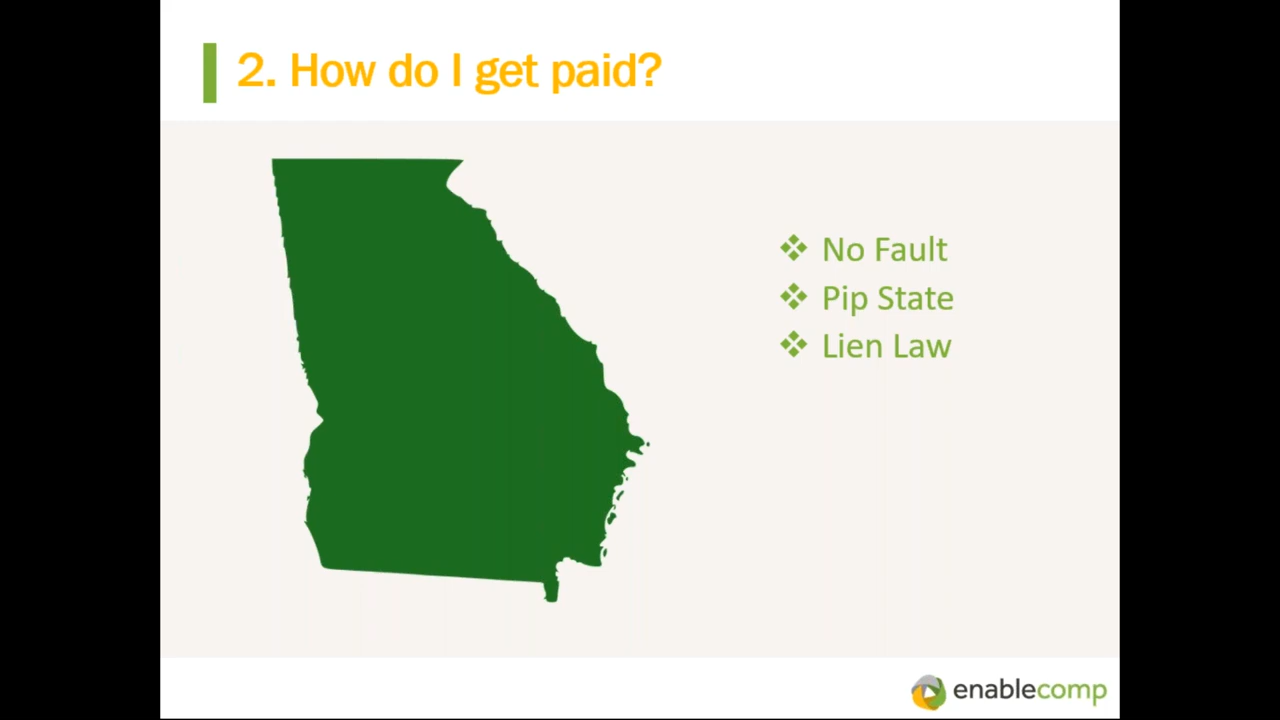 2. How do I get paid?
❖ No Fault
❖ Pip State
❖ Lien Law
enablecomp